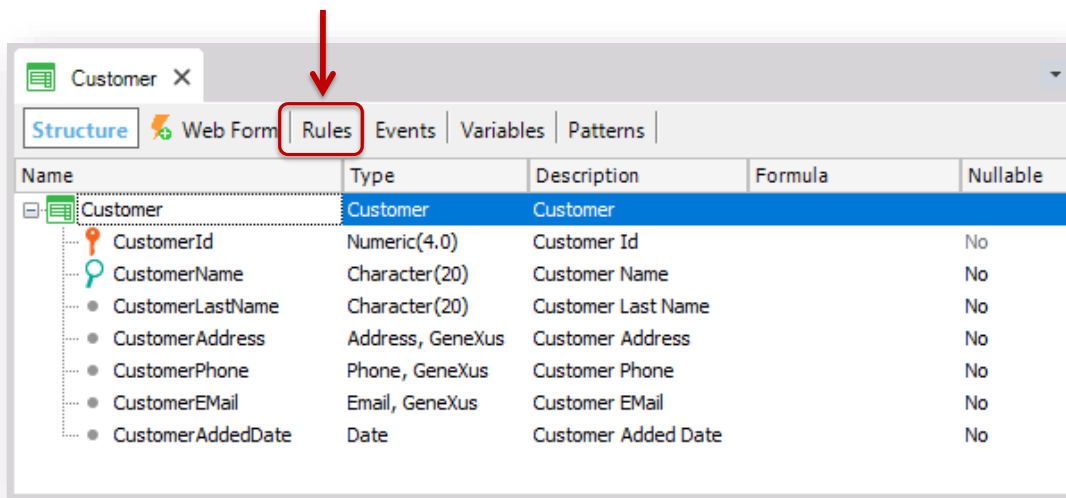 Customer
Structure Web Form Rules Events Variables Patterns
Name Type Description Formula Nullable
Customer Customer Customer
CustomerId Numeric(4.0) Customer Id No
CustomerName Character(20) Customer Name No
CustomerLastName Character(20) Customer Last Name No
CustomerAddress Address, GeneXus Customer Address No
CustomerPhone Phone, GeneXus Customer Phone No
CustomerEMail Email, GeneXus Customer EMail No
CustomerAddedDate Date Customer Added Date No